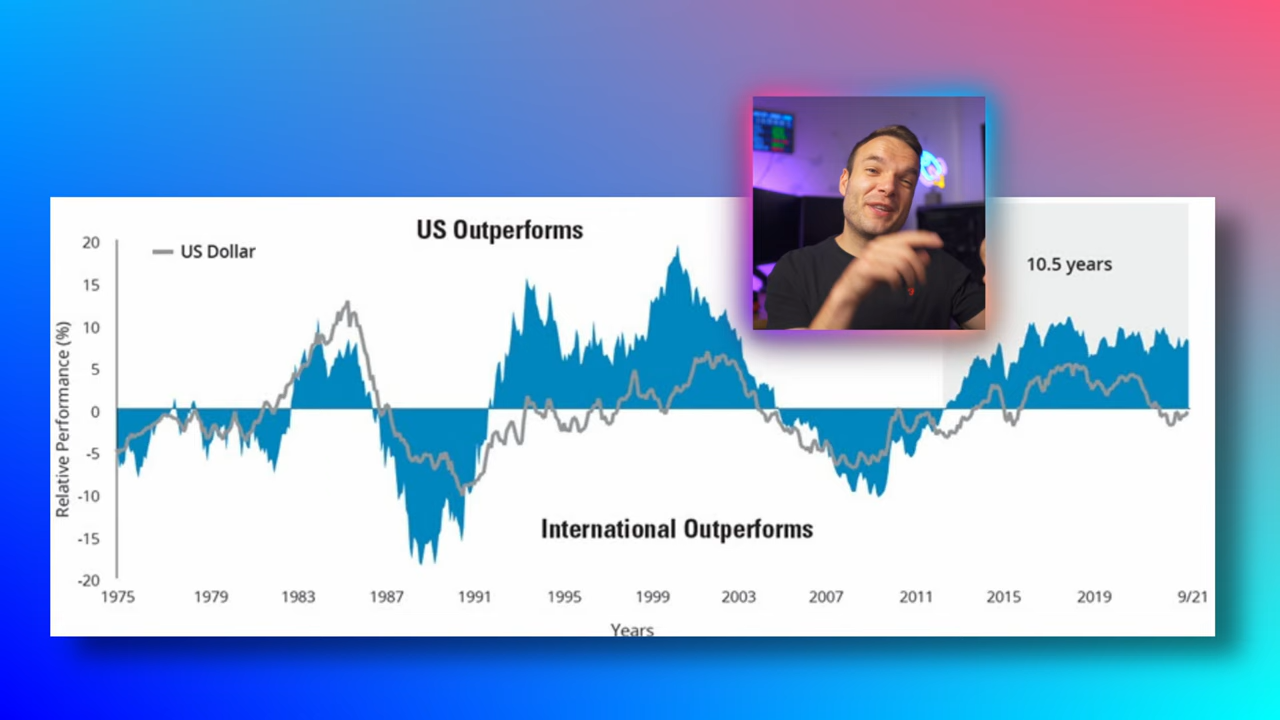 US Outperforms
US Dollar
10.5 years
20
15
10
5
0
-5
-10
-15
-20
Relative Performance (%)
International Outperforms
1975 1979 1983 1987 1991 1995 1999 2003 2007 2011 2015 2019 9/21
Years